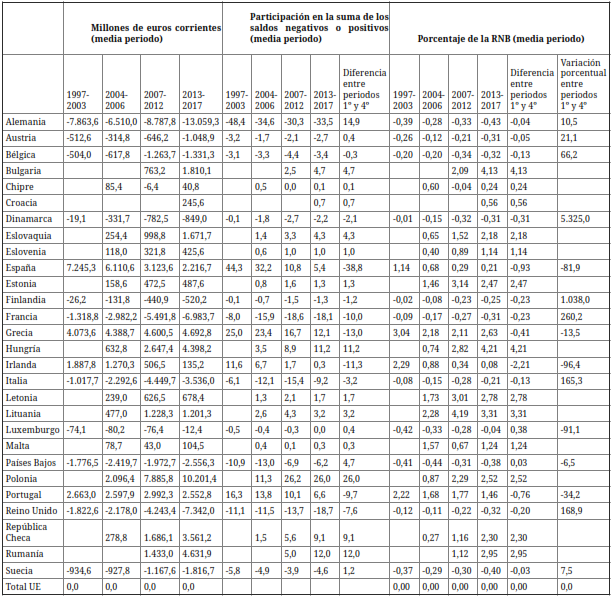 Millones de euros corrientes
(media periodo)
Participación en la suma de los
saldos negativos o positivos
(media periodo)
Porcentaje de la RNB (media periodo)
1997-
2003
2004-
2006
2007-
2012
2013-
2017
1997-
2003
2004-
2006
2007-
2012
2013-
2017
Diferencia
entre
periodos
1º y 4º
1997-
2003
2004-
2006
2007-
2012
2013-
2017
Diferencia
entre
periodos
1º y 4º
Variación
porcentual
entre
periodos
1º y 4º
Alemania -7.863,6 -6.510,0 -8.787,8 -13.059,3 -48,4 -34,6 -30,3 -33,5 14,9 -0,39 -0,28 -0,33 -0,43 -0,04 10,5
Austria -512,6 -314,8 -646,2 -1.048,9 -3,2 -1,7 -2,1 -2,7 0,4 -0,26 -0,12 -0,21 -0,31 -0,05 21,1
Bélgica -504,0 -617,8 -1.263,7 -1.331,3 -3,1 -3,3 -4,4 -3,4 -0,3 -0,20 -0,20 -0,34 -0,32 -0,13 66,2
Bulgaria 763,2 1.810,1 2,5 4,7 4,7 2,09 4,13 4,13
Chipre 85,4 -6,4 40,8 0,5 0,0 0,1 0,1 0,60 -0,04 0,24 0,24
Croacia 245,6 0,7 0,7 0,56 0,56
Dinamarca -19,1 -331,7 -782,5 -849,0 -0,1 -1,8 -2,7 -2,2 -2,1 -0,01 -0,15 -0,32 -0,31 -0,31 5.325,0
Eslovaquia 254,4 998,8 1.671,7 1,4 3,3 4,3 4,3 0,65 1,52 2,18 2,18
Eslovenia 118,0 321,8 425,6 0,6 1,0 1,1 1,1 0,40 0,89 1,14 1,14
España 7.245,3 6.110,6 3.123,6 2.216,7 44,3 32,2 10,8 5,4 -38,8 1,14 0,68 0,29 0,21 -0,93 -81,9
Estonia 158,6 472,5 487,6 0,8 1,6 1,3 1,3 1,46 3,14 2,47 2,47
Finlandia -26,2 -131,8 -440,9 -520,2 -0,1 -0,7 -1,5 -1,3 -1,2 -0,02 -0,08 -0,23 -0,25 -0,23 1.038,0
Francia -1.318,8 -2.982,2 -5.491,8 -6.983,7 -8,0 -15,9 -18,6 -18,1 -10,0 -0,09 -0,17 -0,27 -0,31 -0,23 260,2
Grecia 4.073,6 4.388,7 4.600,5 4.692,8 25,0 23,4 16,7 12,1 -13,0 3,04 2,18 2,11 2,63 -0,41 -13,5
Hungría 632,8 2.647,4 4.398,2 3,5 8,9 11,2 11,2 0,74 2,82 4,21 4,21
Irlanda 1.887,8 1.270,3 506,5 135,2 11,6 6,7 1,7 0,3 -11,3 2,29 0,88 0,34 0,08 -2,21 -96,4
Italia -1.017,7 -2.292,6 -4.449,7 -3.536,0 -6,1 -12,1 -15,4 -9,2 -3,2 -0,08 -0,15 -0,28 -0,21 -0,13 165,3
Letonia 239,0 626,5 678,4 1,3 2,1 1,7 1,7 1,73 3,01 2,78 2,78
Lituania 477,0 1.228,3 1.201,3 2,6 4,3 3,2 3,2 2,28 4,19 3,31 3,31
Luxemburgo -74,1 -80,2 -76,4 -12,4 -0,5 -0,4 -0,3 0,0 0,4 -0,42 -0,33 -0,28 -0,04 0,38 -91,1
Malta 78,7 43,0 104,5 0,4 0,1 0,3 0,3 1,57 0,67 1,24 1,24
Países Bajos -1.776,5 -2.419,7 -1.972,7 -2.556,3 -10,9 -13,0 -6,9 -6,2 4,7 -0,41 -0,44 -0,31 -0,38 0,03 -6,5
Polonia 2.096,4 7.885,8 10.201,4 11,3 26,2 26,0 26,0 0,87 2,29 2,52 2,52
Portugal 2.663,0 2.597,9 2.992,3 2.552,8 16,3 13,8 10,1 6,6 -9,7 2,22 1,68 1,77 1,46 -0,76 -34,2
Reino Unido -1.822,6 -2.178,0 -4.243,4 -7.342,0 -11,1 -11,5 -13,7 -18,7 -7,6 -0,12 -0,11 -0,22 -0,32 -0,20 168,9
República
Checa 278,8 1.686,1 3.561,2 1,5 5,6 9,1 9,1 0,27 1,16 2,30 2,30
Rumanía 1.433,0 4.631,9 5,0 12,0 12,0 1,12 2,95 2,95
Suecia -934,6 -927,8 -1.167,6 -1.816,7 -5,8 -4,9 -3,9 -4,6 1,2 -0,37 -0,29 -0,30 -0,40 -0,03 7,5
Total UE 0,0 0,0 0,0 0,0 0,00 0,00 0,00 0,00 0,00 0,0